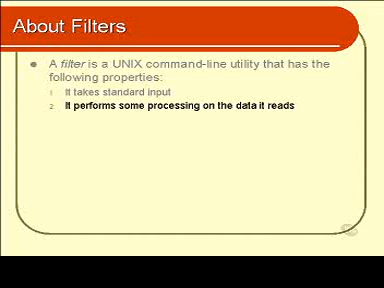 About Filters
A filter is a UNIX command-line utility that has the
following properties:
1 It takes standard input
2 It performs some processing on the data it reads